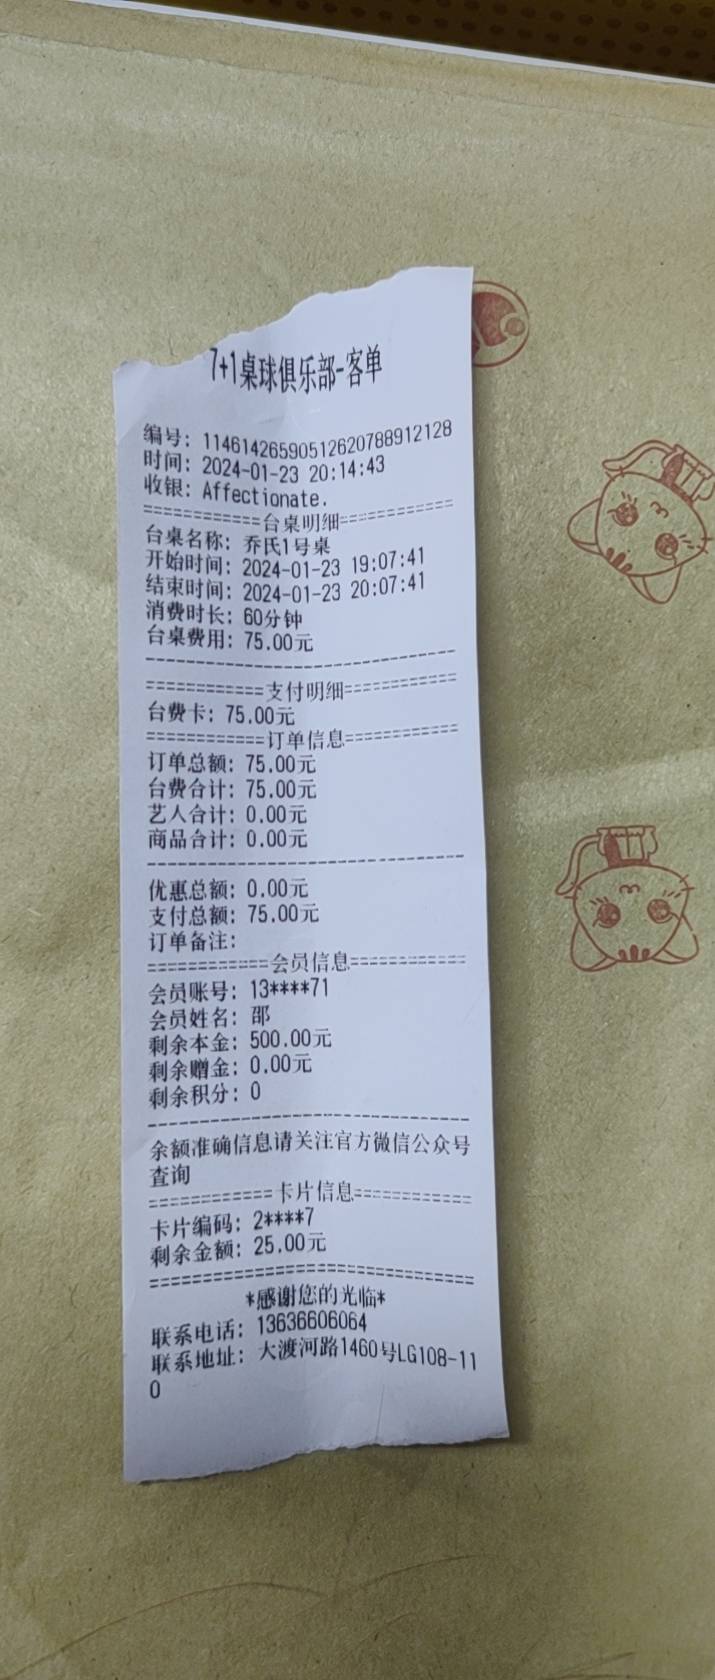 7+1桌球俱乐部-客单
编号: 11461426590512620788912128
时间: 2024-01-23 20:14:43
收银: Affectionate.
============台桌明细============
台桌名称: 乔氏1号桌
开始时间: 2024-01-23 19:07:41
结束时间: 2024-01-23 20:07:41
消费时长: 60分钟
台桌费用: 75.00元
--------------------------------
============支付明细============
台费卡: 75.00元
============订单信息============
订单总额: 75.00元
台费合计: 75.00元
艺人合计: 0.00元
商品合计: 0.00元
--------------------------------
优惠总额: 0.00元
支付总额: 75.00元
订单备注:
============会员信息============
会员账号: 13****71
会员姓名: 邵
剩余本金: 500.00元
剩余赠金: 0.00元
剩余积分: 0
--------------------------------
余额准确信息请关注官方微信公众号
查询
============卡片信息============
卡片编码: 2****7
剩余金额: 25.00元
================================
*感谢您的光临*
联系电话: 13636606064
联系地址: 大渡河路1460号LG108-11
0